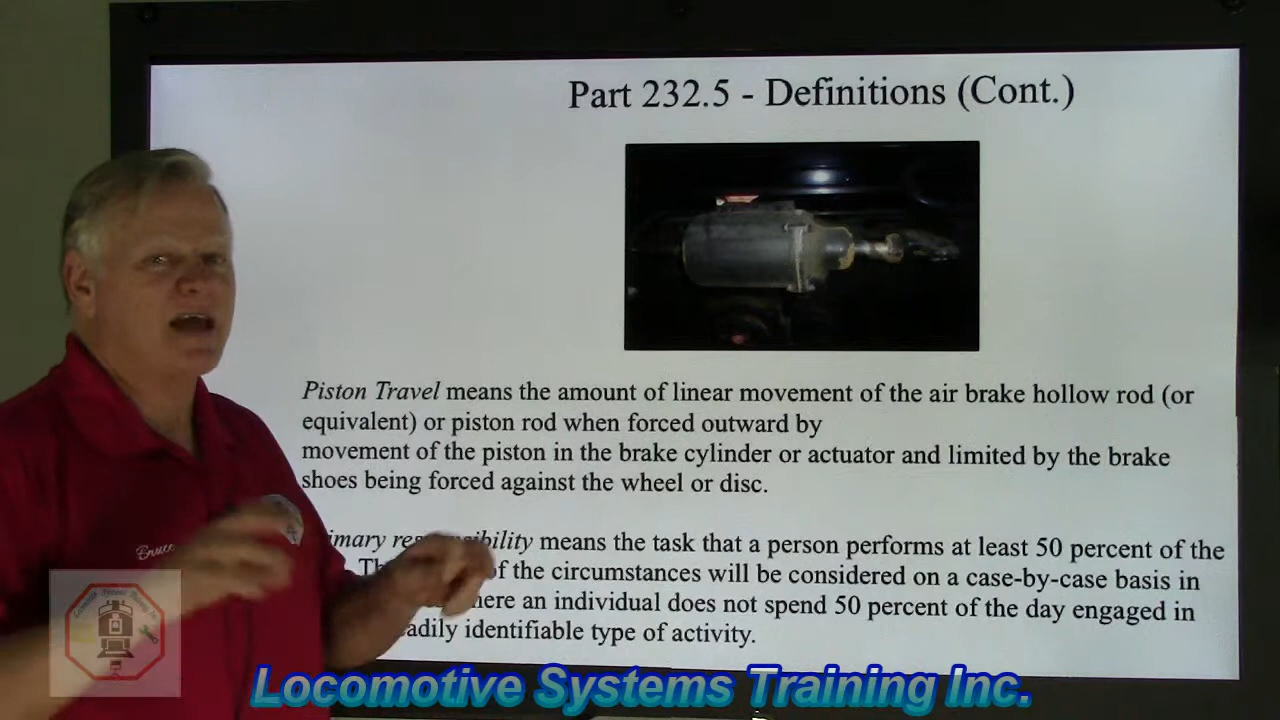 Part 232.5 - Definitions (Cont.)
Piston Travel means the amount of linear movement of the air brake hollow rod (or
equivalent) or piston rod when forced outward by
movement of the piston in the brake cylinder or actuator and limited by the brake
shoes being forced against the wheel or disc.
means the task that a person performs at least 50 percent of the
of the circumstances will be considered on a case-by-case basis in
an individual does not spend 50 percent of the day engaged in
identifiable type of activity.
Bruce
Locomotive Systems Training Inc.